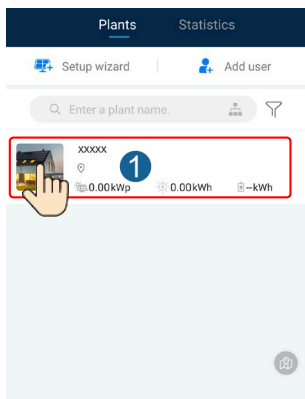 Plants Statistics
Setup wizard Add user
Enter a plant name.
xxxxx
1
0.00kWp 0.00kWh --kWh